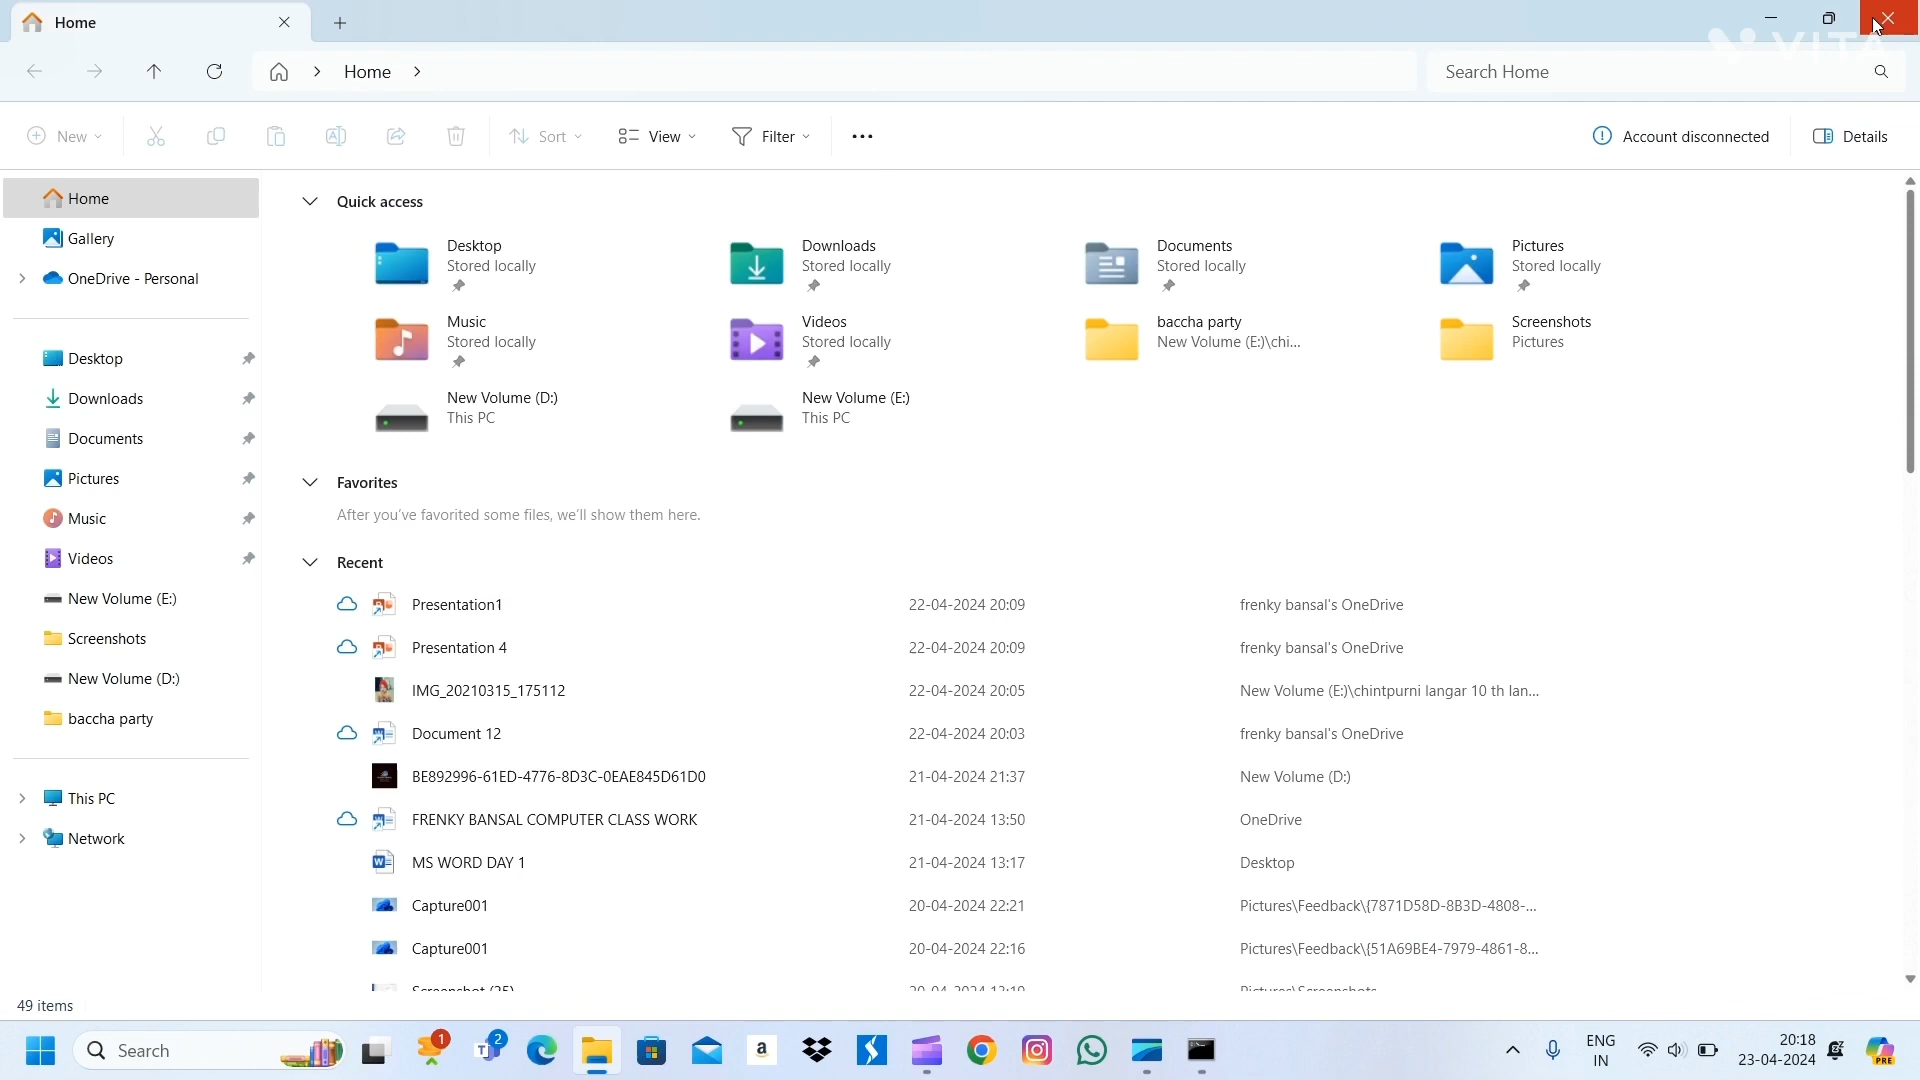 Home
VITA
Home
Search Home
New
Sort
View
Filter
Account disconnected
Details
Home
Gallery
OneDrive - Personal
Desktop
Downloads
Documents
Pictures
Music
Videos
New Volume (E:)
Screenshots
New Volume (D:)
baccha party
This PC
Network
Quick access
Desktop
Stored locally
Downloads
Stored locally
Documents
Stored locally
Pictures
Stored locally
Music
Stored locally
Videos
Stored locally
baccha party
New Volume (E:)\chi...
Screenshots
Pictures
New Volume (D:)
This PC
New Volume (E:)
This PC
Favorites
After you've favorited some files, we'll show them here.
Recent
Presentation1 22-04-2024 20:09 frenky bansal's OneDrive
Presentation 4 22-04-2024 20:09 frenky bansal's OneDrive
IMG_20210315_175112 22-04-2024 20:05 New Volume (E:)\chintpurni langar 10 th lan...
Document 12 22-04-2024 20:03 frenky bansal's OneDrive
BE892996-61ED-4776-8D3C-0EAE845D61D0 21-04-2024 21:37 New Volume (D:)
FRENKY BANSAL COMPUTER CLASS WORK 21-04-2024 13:50 OneDrive
MS WORD DAY 1 21-04-2024 13:17 Desktop
Capture001 20-04-2024 22:21 Pictures\Feedback\{7871D58D-8B3D-4808-...
Capture001 20-04-2024 22:16 Pictures\Feedback\{51A69BE4-7979-4861-8...
49 items
Search
1
2
a
ENG
IN
20:18
23-04-2024
PRE